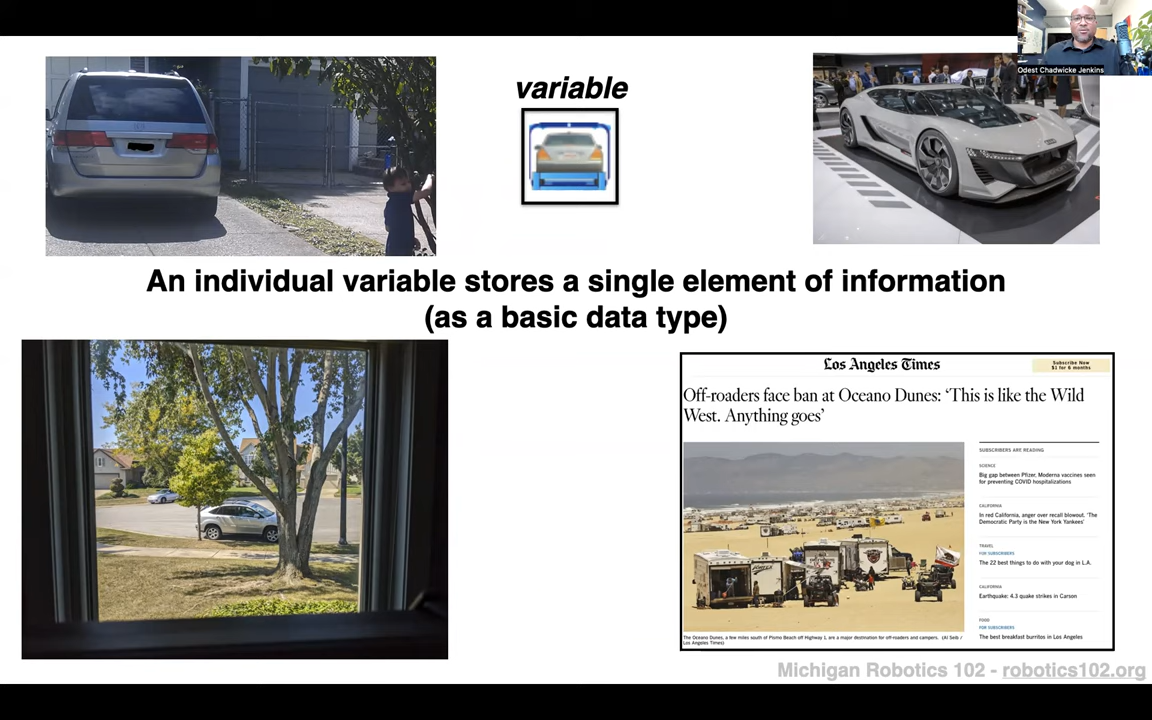 Odest Chadwicke Jenkins
variable
An individual variable stores a single element of information
(as a basic data type)
Los Angeles Times
Subscribe Now
$1 for 6 months
Off-roaders face ban at Oceano Dunes: ‘This is like the Wild
West. Anything goes’
SUBSCRIBERS ARE READING
SCIENCE
Big gap between Pfizer, Moderna vaccines seen
for preventing COVID hospitalizations
CALIFORNIA
In red California, anger over recall blowout. ‘The
Democratic Party is the New York Yankees’
TRAVEL
FOR SUBSCRIBERS
The 22 best things to do with your dog in L.A.
CALIFORNIA
Earthquake: 4.3 quake strikes in Carson
FOOD
FOR SUBSCRIBERS
The best breakfast burritos in Los Angeles
The Oceano Dunes, a few miles south of Pismo Beach off Highway 1, are a major destination for off-roaders and campers. (Al Seib /
Los Angeles Times)
Michigan Robotics 102 - robotics102.org